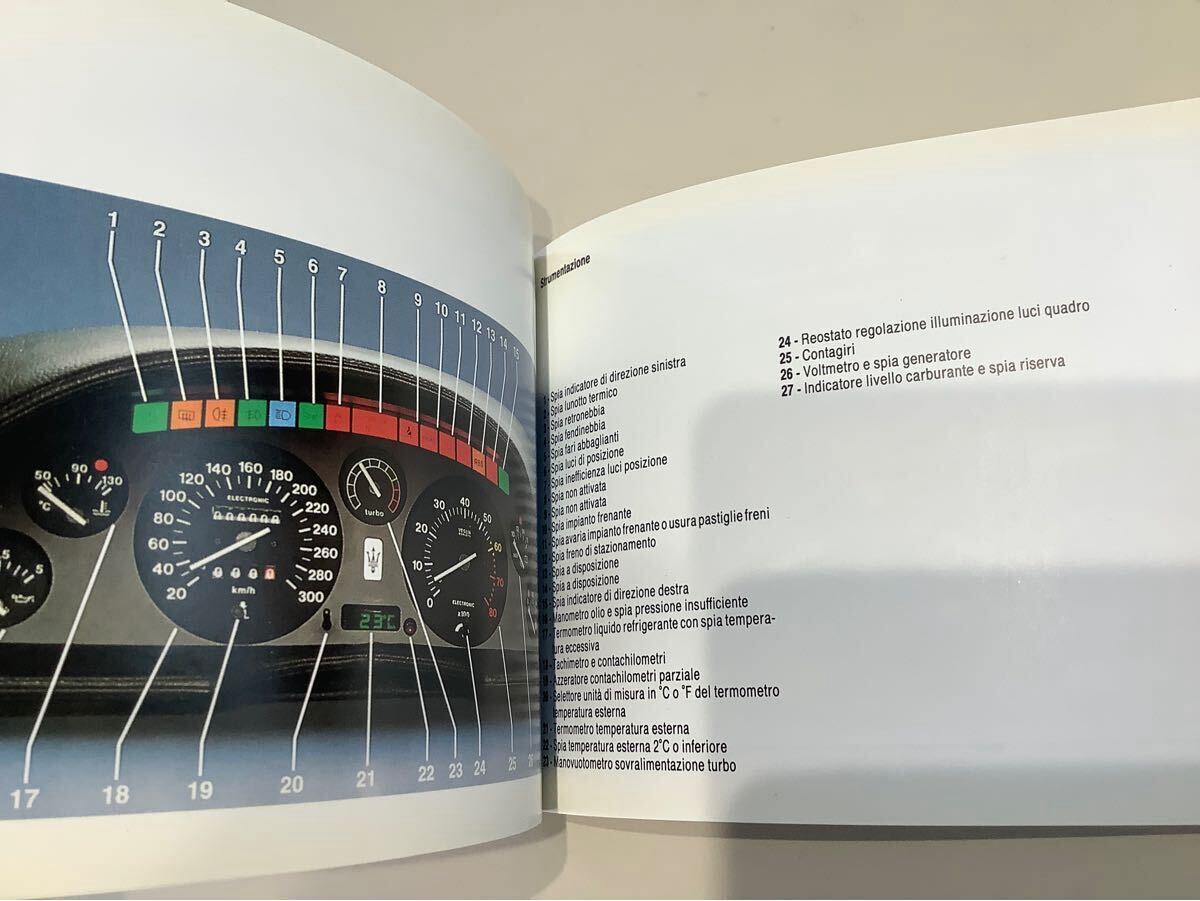 1 2 3 4 5 6 7 8 9 10 11 12 13 14 15
50 90 130
°C
5
20 40 60 80 100 120 140 160 180 200 220 240 260 280 300
ELECTRONIC
km/h
turbo
0 10 20 30 40 50 60 70 80
VEGLIA
ELECTRONIC
x100
23°C
17 18 19 20 21 22 23 24 25
Strumentazione
Spia indicatore di direzione sinistra
Spia lunotto termico
Spia retronebbia
Spia fendinebbia
Spia fari abbaglianti
Spia luci di posizione
Spia inefficienza luci posizione
Spia non attivata
Spia non attivata
Spia impianto frenante
Spia avaria impianto frenante o usura pastiglie freni
Spia freno di stazionamento
Spia a disposizione
Spia a disposizione
Spia indicatore di direzione destra
Manometro olio e spia pressione insufficiente
17 - Termometro liquido refrigerante con spia tempera-
tura eccessiva
Tachimetro e contachilometri
Azzeratore contachilometri parziale
Selettore unità di misura in °C o °F del termometro
temperatura esterna
21 - Termometro temperatura esterna
22 - Spia temperatura esterna 2°C o inferiore
23 - Manovuotometro sovralimentazione turbo
24 - Reostato regolazione illuminazione luci quadro
25 - Contagiri
26 - Voltmetro e spia generatore
27 - Indicatore livello carburante e spia riserva